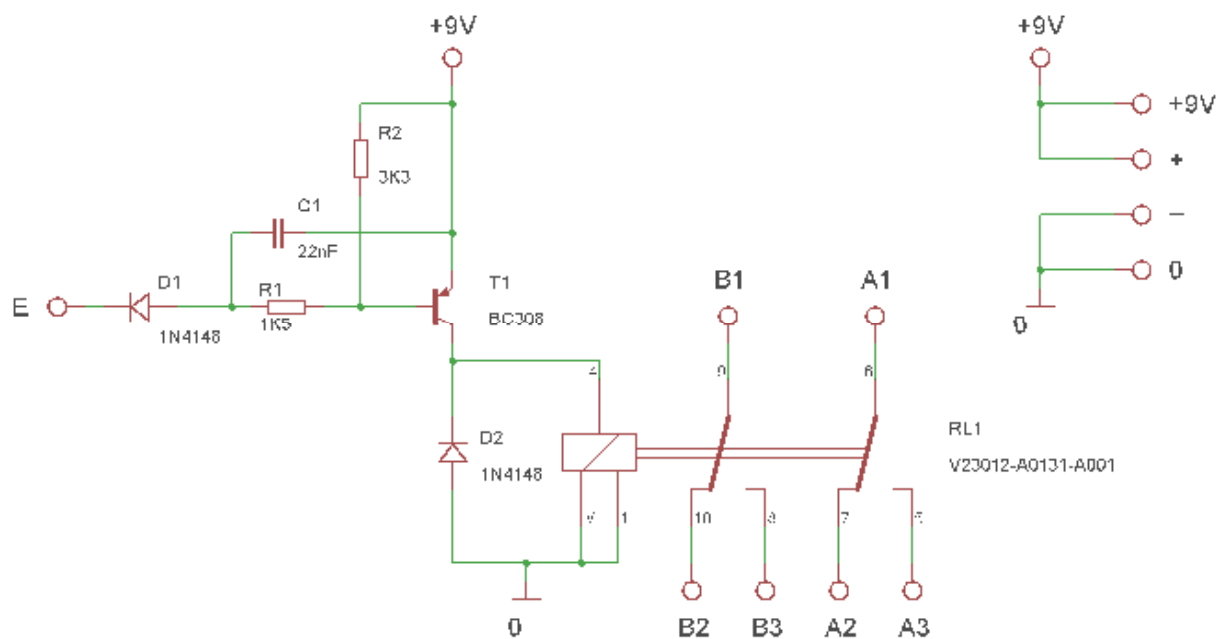 +9V
+9V
+9V
R2
3K3
+
C1
22nF
–
D1
R1
T1
B1
A1
0
E
1N4148
1K5
BC308
0
9
6
D2
RL1
1N4148
V23012-A0131-A001
1
10
8
7
5
0
B2
B3
A2
A3